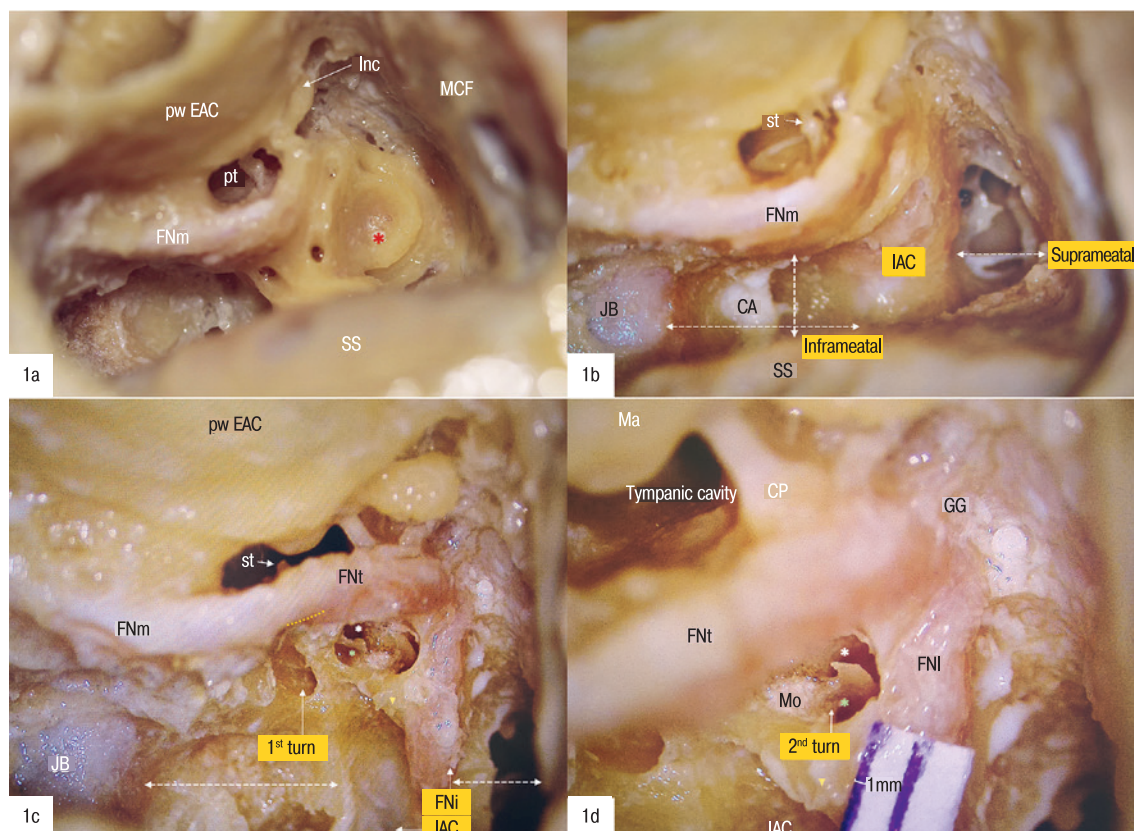 Inc
MCF
pw EAC
pt
FNm
*
SS
1a
st
FNm
IAC
Suprameatal
JB
CA
Inframeatal
SS
1b
pw EAC
st
FNt
FNm
*
*
1st turn
JB
FNi
IAC
1c
Ma
Tympanic cavity
CP
GG
FNt
FNl
*
Mo
*
2nd turn
1mm
IAC
1d